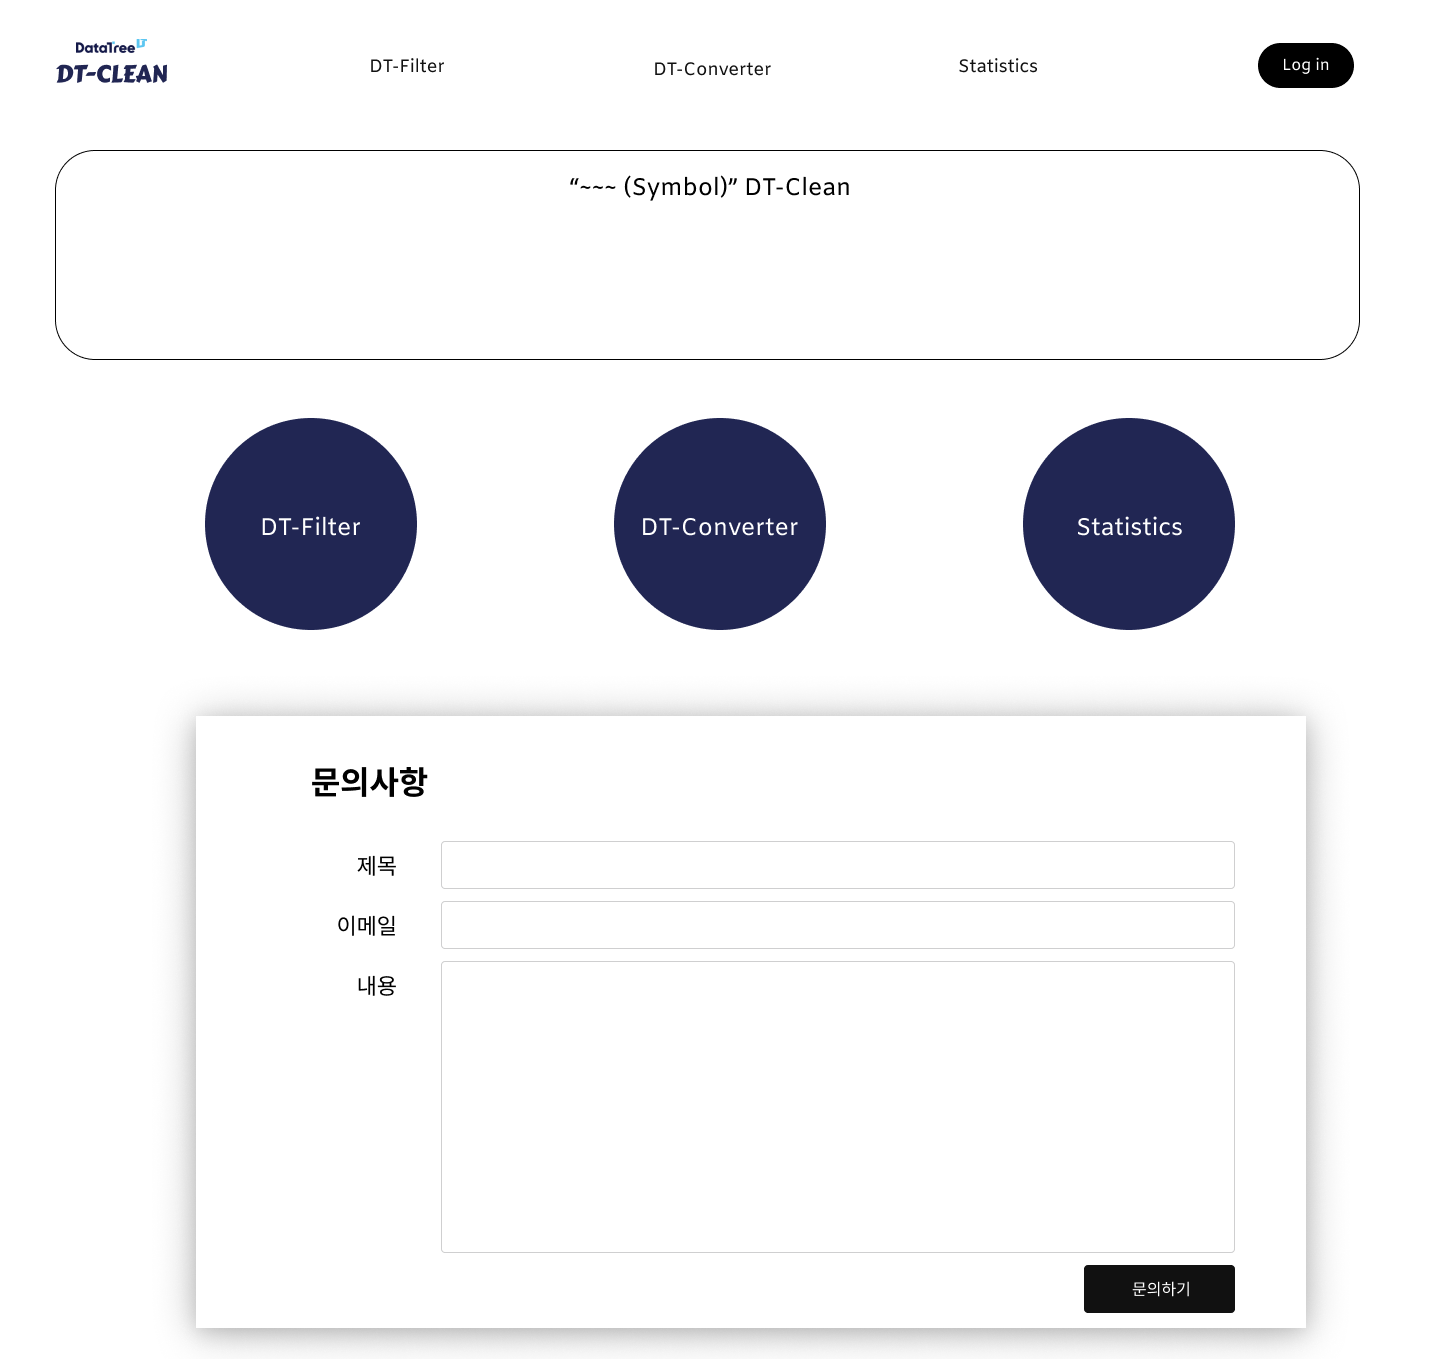 DataTree LT
DT-CLEAN
DT-Filter
DT-Converter
Statistics
Log in
“~~~ (Symbol)” DT-Clean
DT-Filter
DT-Converter
Statistics
문의사항
제목
이메일
내용
문의하기